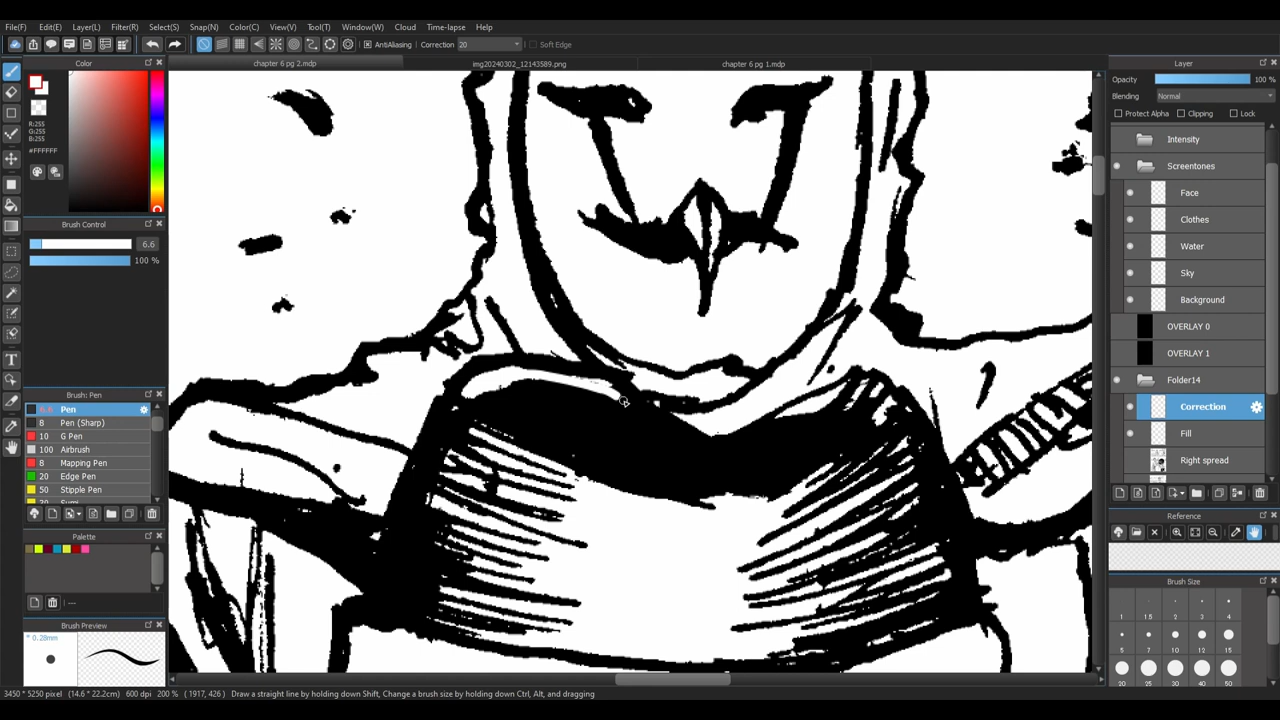 File(F) Edit(E) Layer(L) Filter(R) Select(S) Snap(N) Color(C) View(V) Tool(T) Window(W) Cloud Time-lapse Help
AntiAliasing Correction 20 Soft Edge
Color
chapter 6 pg 2.mdp
img20240302_12143589.png
chapter 6 pg 1.mdp
Layer
R:255
G:255
B:255
#FFFFFF
Opacity 100 %
Blending Normal
Protect Alpha Clipping Lock
Intensity
Screentones
Face
Clothes
Water
Sky
Background
OVERLAY 0
OVERLAY 1
Folder14
Correction
Fill
Right spread
Brush Control
6.6
100 %
Brush: Pen
6.6 Pen
8 Pen (Sharp)
10 G Pen
100 Airbrush
8 Mapping Pen
20 Edge Pen
50 Stipple Pen
Palette
---
Brush Preview
* 0.28mm
Reference
Brush Size
1 1.5 2 3 4
5 7 10 12 15
20 25 30 40 50
3450 * 5250 pixel (14.6 * 22.2cm) 600 dpi 200 % ( 1917, 426 ) Draw a straight line by holding down Shift, Change a brush size by holding down Ctrl, Alt, and dragging